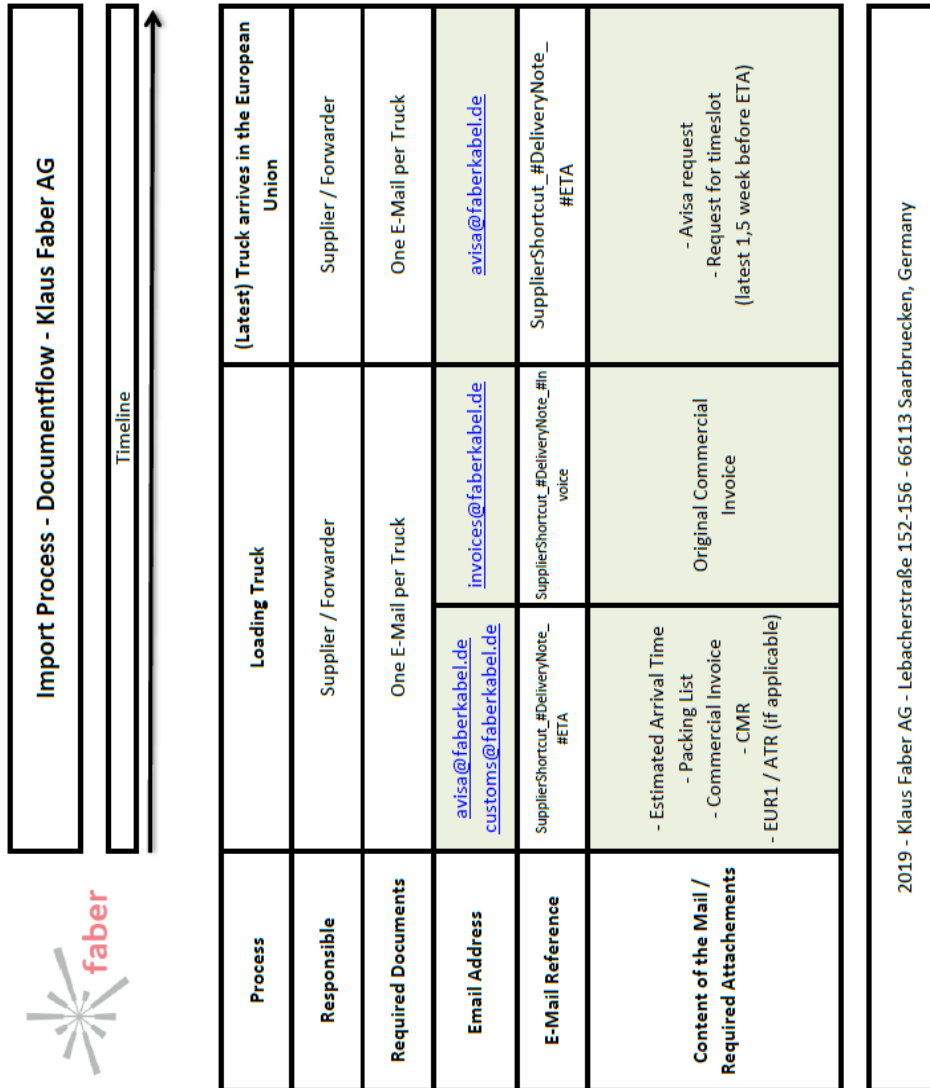 Import Process - Documentflow - Klaus Faber AG
faber
Timeline
Process
Loading Truck
(Latest) Truck arrives in the European
Union
Responsible
Supplier / Forwarder
Supplier / Forwarder
Required Documents
One E-Mail per Truck
One E-Mail per Truck
Email Address
avisa@faberkabel.de
customs@faberkabel.de
invoices@faberkabel.de
avisa@faberkabel.de
E-Mail Reference
SupplierShortcut_#DeliveryNote_
#ETA
SupplierShortcut_#DeliveryNote_#In
voice
SupplierShortcut_#DeliveryNote_
#ETA
Content of the Mail /
Required Attachements
- Estimated Arrival Time
- Packing List
- Commercial Invoice
- CMR
- EUR1 / ATR (if applicable)
Original Commercial
Invoice
- Avisa request
- Request for timeslot
(latest 1,5 week before ETA)
2019 - Klaus Faber AG - Lebacherstraße 152-156 - 66113 Saarbruecken, Germany